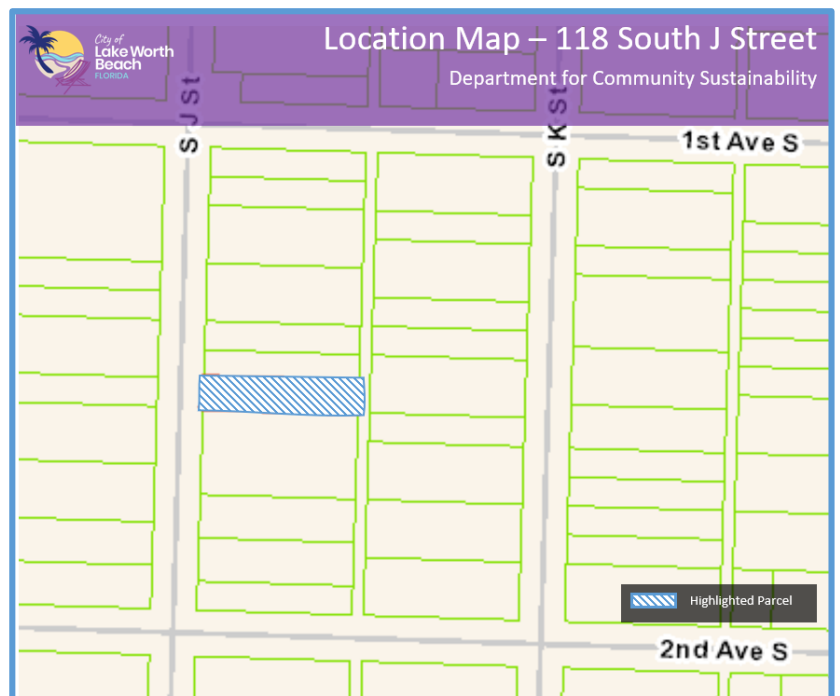 City of
Lake Worth
Beach
FLORIDA
Location Map – 118 South J Street
Department for Community Sustainability
S J St
S K St
1st Ave S
Highlighted Parcel
2nd Ave S